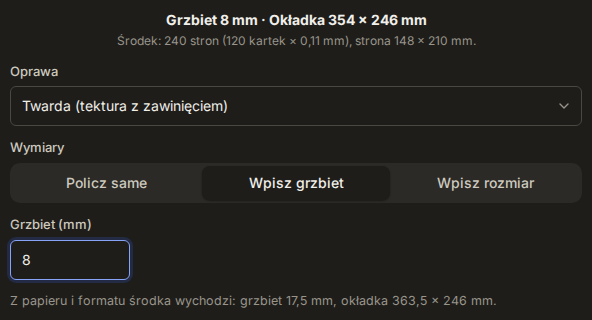 Grzbiet 8 mm · Okładka 354 × 246 mm
Środek: 240 stron (120 kartek × 0,11 mm), strona 148 × 210 mm.
Oprawa
Twarda (tektura z zawinięciem)
Wymiary
Policz same
Wpisz grzbiet
Wpisz rozmiar
Grzbiet (mm)
8
Z papieru i formatu środka wychodzi: grzbiet 17,5 mm, okładka 363,5 × 246 mm.